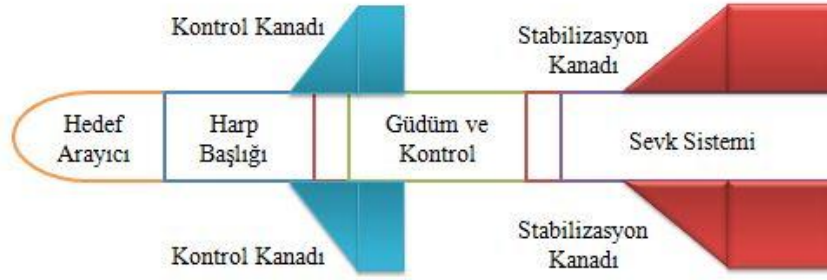 Kontrol Kanadı
Stabilizasyon
Kanadı
Hedef
Arayıcı
Harp
Başlığı
Güdüm ve
Kontrol
Sevk Sistemi
Kontrol Kanadı
Stabilizasyon
Kanadı